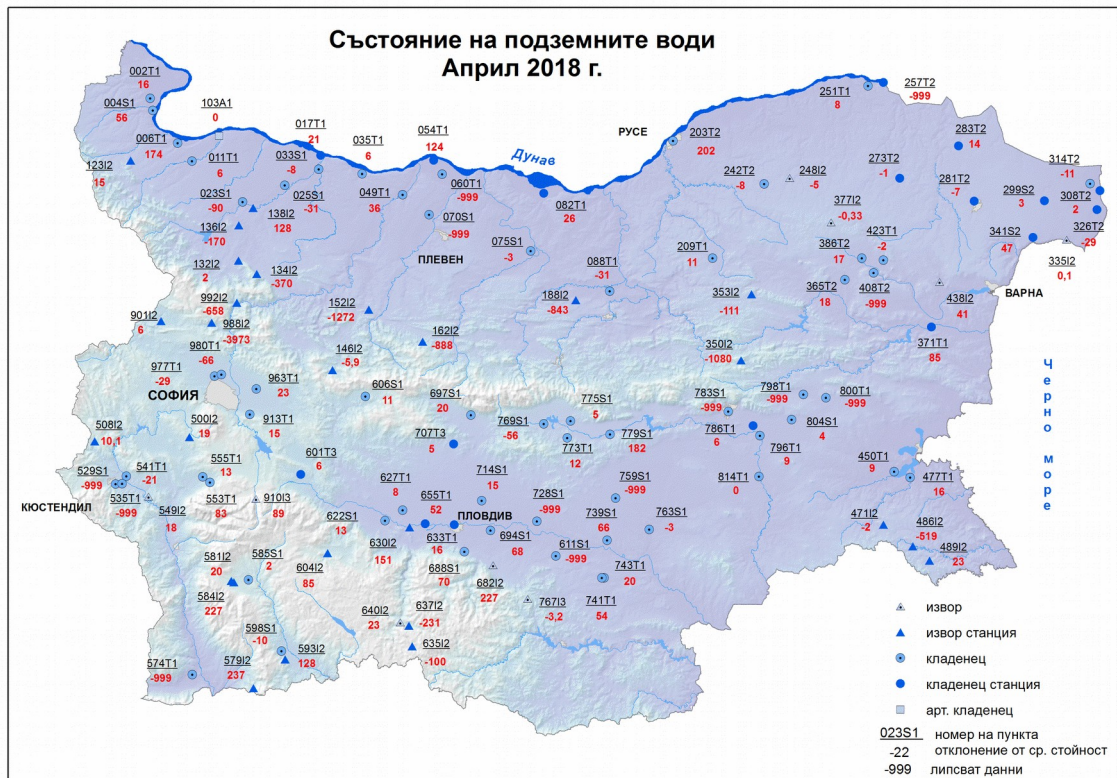 Състояние на подземните води
Април 2018 г.
002T1
16
004S1
56
103A1
0
006T1
174
011T1
6
123I2
15
017T1
21
033S1
-8
035T1
6
054T1
124
Дунав
РУСЕ
203T2
202
251T1
8
257T2
-999
283T2
14
314T2
-11
023S1
-90
025S1
-31
049T1
36
060T1
-999
082T1
26
242T2
-8
248I2
-5
273T2
-1
281T2
-7
299S2
3
308T2
2
136I2
-170
138I2
128
070S1
-999
377I2
-0,33
326T2
-29
132I2
2
134I2
-370
ПЛЕВЕН
075S1
-3
088T1
-31
209T1
11
386T2
17
423T1
-2
341S2
47
335I2
0,1
992I2
-658
152I2
-1272
188I2
-843
353I2
-111
365T2
18
408T2
-999
438I2
41
ВАРНА
901I2
6
988I2
-3973
162I2
-888
350I2
-1080
371T1
85
980T1
-66
146I2
-5,9
977T1
-29
СОФИЯ
963T1
23
606S1
11
697S1
20
775S1
5
783S1
-999
798T1
-999
800T1
-999
Черно море
508I2
10,1
500I2
19
913T1
15
769S1
-56
773T1
12
779S1
182
786T1
6
804S1
4
796T1
9
707T3
5
529S1
-999
541T1
-21
555T1
13
601T3
6
714S1
15
759S1
-999
814T1
0
450T1
9
477T1
16
КЮСТЕНДИЛ
535T1
-999
549I2
18
553T1
83
910I3
89
627T1
8
655T1
52
ПЛОВДИВ
728S1
-999
739S1
66
763S1
-3
622S1
13
471I2
-2
486I2
-519
630I2
151
633T1
16
694S1
68
611S1
-999
489I2
23
581I2
20
585S1
2
604I2
85
688S1
70
682I2
227
743T1
20
584I2
227
640I2
23
637I2
-231
767I3
-3,2
741T1
54
598S1
-10
593I2
128
635I2
-100
574T1
-999
579I2
237
извор
извор станция
кладенец
кладенец станция
арт. кладенец
023S1 номер на пункта
-22 отклонение от ср. стойност
-999 липсват данни